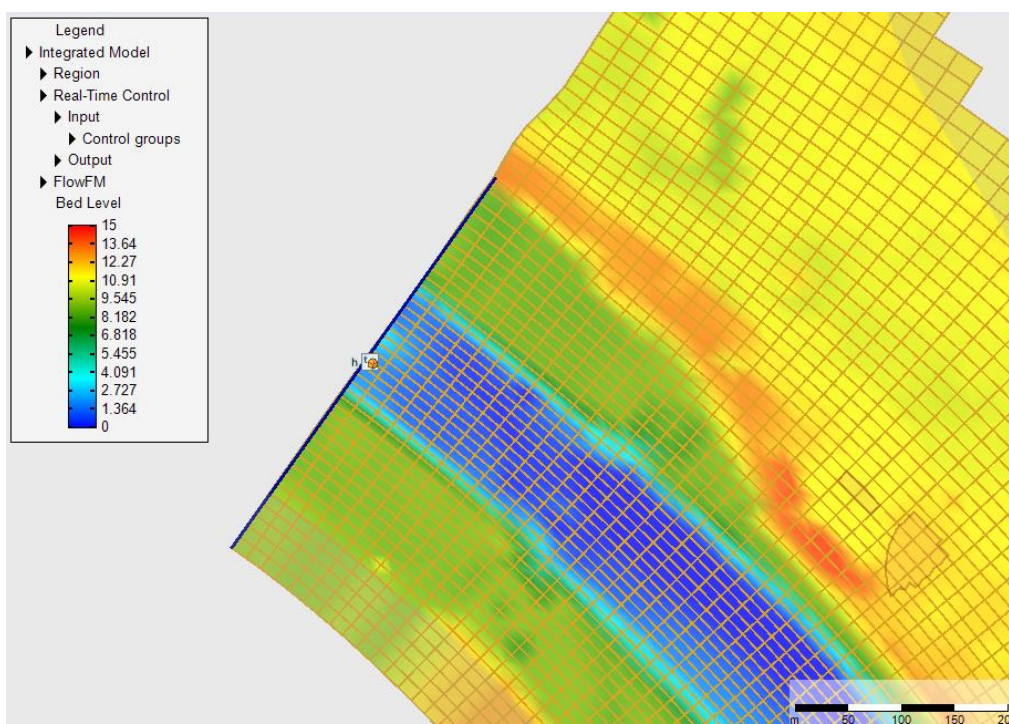 Legend
Integrated Model
Region
Real-Time Control
Input
Control groups
Output
FlowFM
Bed Level
15
13.64
12.27
10.91
9.545
8.182
6.818
5.455
4.091
2.727
1.364
0
h
m 50 100 150